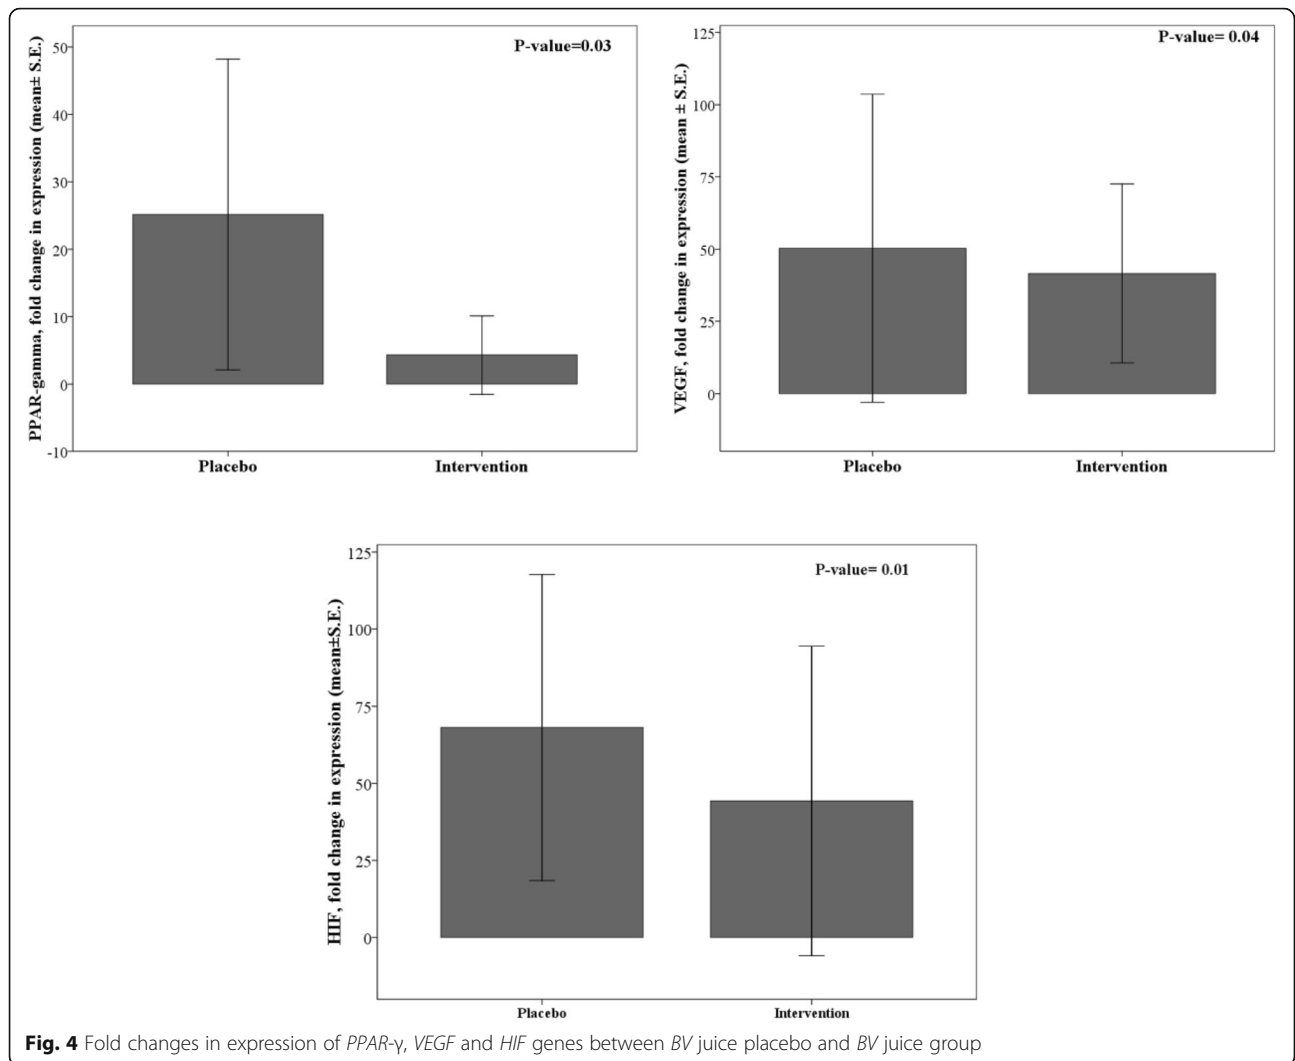 PPAR-gamma, fold change in expression (mean± S.E.)
50
40
30
20
10
0
-10
P-value=0.03
Placebo
Intervention
VEGF, fold change in expression (mean ± S.E.)
125
100
75
50
25
0
P-value= 0.04
Placebo
Intervention
HIF, fold change in expression (mean±S.E.)
125
100
75
50
25
0
P-value= 0.01
Placebo
Intervention
Fig. 4 Fold changes in expression of PPAR-γ, VEGF and HIF genes between BV juice placebo and BV juice group